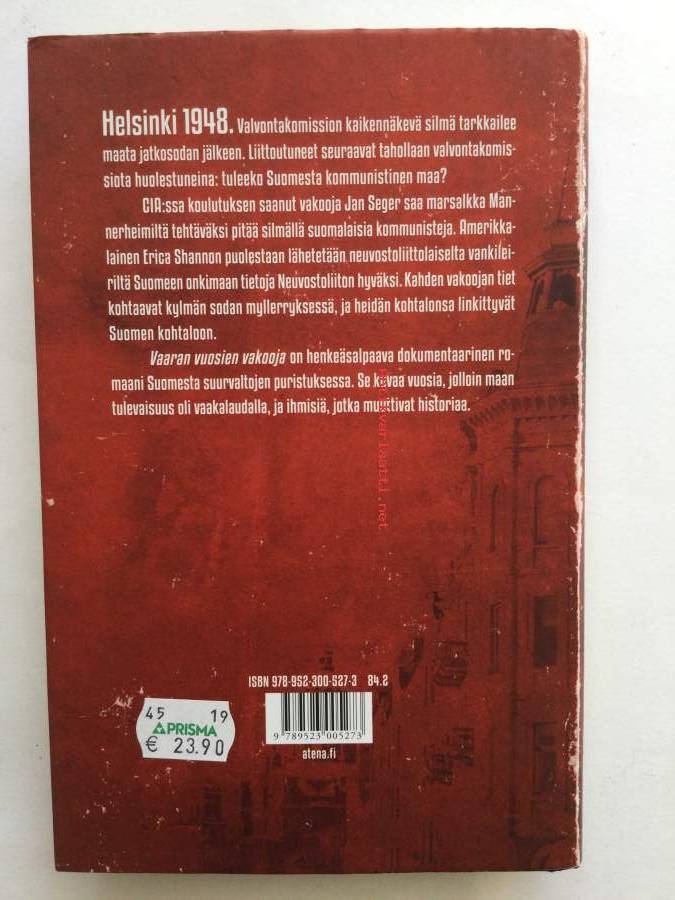 Helsinki 1948. Valvontakomission kaikennäkevä silmä tarkkailee
maata jatkosodan jälkeen. Liittoutuneet seuraavat tahollaan valvontakomis-
siota huolestuneina: tuleeko Suomesta kommunistinen maa?
CIA:ssa koulutuksen saanut vakooja Jan Seger saa marsalkka Man-
nerheimiltä tehtäväksi pitää silmällä suomalaisia kommunisteja. Amerikka-
lainen Erica Shannon puolestaan lähetetään neuvostoliittolaiselta vankilei-
riltä Suomeen onkimaan tietoja Neuvostoliiton hyväksi. Kahden vakoojan tiet
kohtaavat kylmän sodan myllerryksessä, ja heidän kohtalonsa linkittyvät
Suomen kohtaloon.
Vaaran vuosien vakooja on henkeäsalpaava dokumentaarinen ro-
maani Suomesta suurvaltojen puristuksessa. Se kuvaa vuosia, jolloin maan
tulevaisuus oli vaakalaudalla, ja ihmisiä, jotka muuttivat historiaa.
antikvariaatti.net
ISBN 978-952-300-527-3 84.2
9 789523 005273
atena.fi
45 19
PRISMA
€ 23.90